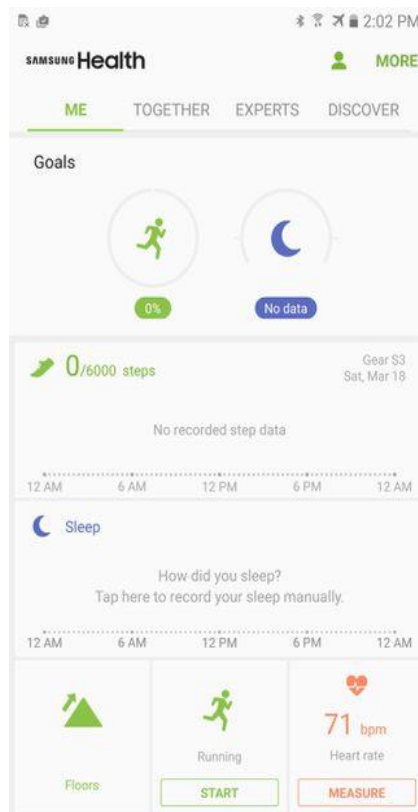 2:02 PM
SAMSUNG Health
MORE
ME TOGETHER EXPERTS DISCOVER
Goals
0% No data
0/6000 steps
Gear S3
Sat, Mar 18
No recorded step data
12 AM 6 AM 12 PM 6 PM 12 AM
Sleep
How did you sleep?
Tap here to record your sleep manually.
12 AM 6 AM 12 PM 6 PM 12 AM
71 bpm
Running Heart rate
Floors START MEASURE